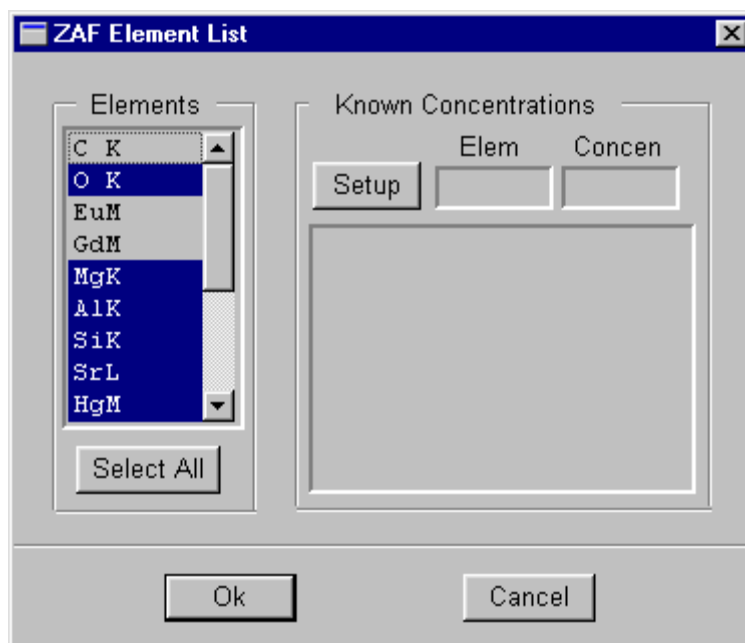 ZAF Element List
Elements
C K
O K
EuM
GdM
MgK
AlK
SiK
SrL
HgM
Select All
Known Concentrations
Elem Concen
Setup
Ok Cancel